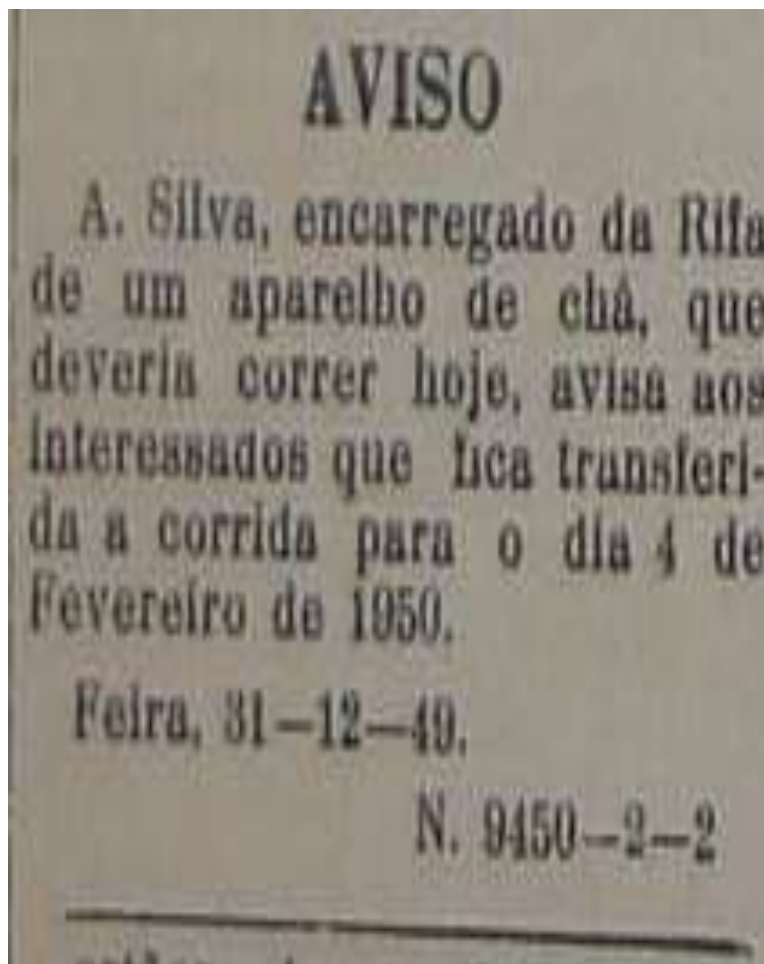 AVISO
A. Silva, encarregado da Rifa
de um aparelho de chá, que
deveria correr hoje, avisa aos
interessados que fica transferi-
da a corrida para o dia 4 de
Fevereiro de 1950.
Feira, 31—12—49.
N. 9450—2—2